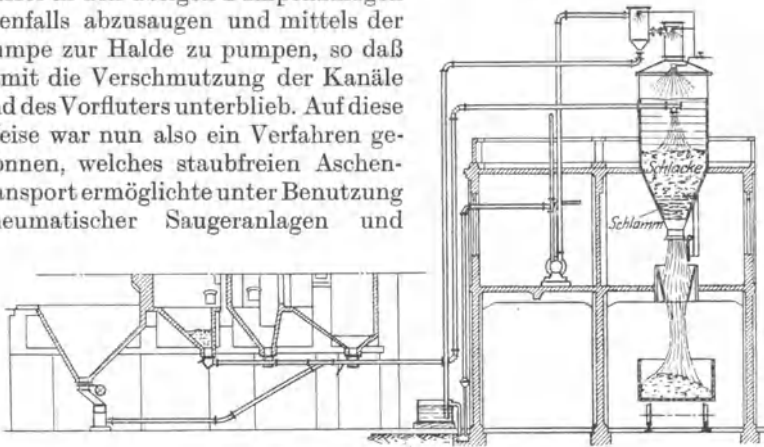 ebenfalls abzusaugen und mittels der
Pumpe zur Halde zu pumpen, so daß
damit die Verschmutzung der Kanäle
und des Vorfluters unterblieb. Auf diese
Weise war nun also ein Verfahren ge-
wonnen, welches staubfreien Aschen-
transport ermöglichte unter Benutzung
pneumatischer Saugeranlagen und
Schlacke
Schlamm